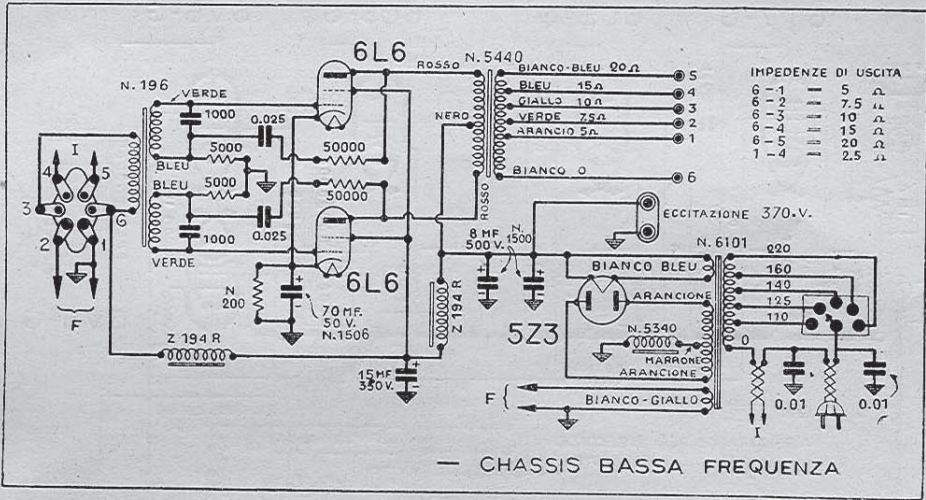 6L6
N. 5440
ROSSO
BIANCO-BLEU 20Ω
5
BLEU 15Ω
4
GIALLO 10Ω
3
VERDE 7.5Ω
2
ARANCIO 5Ω
1
NERO
ROSSO
BIANCO 0
6
IMPEDENZE DI USCITA
6-1 = 5 Ω
6-2 = 7.5 Ω
6-3 = 10 Ω
6-4 = 15 Ω
6-5 = 20 Ω
1-4 = 2.5 Ω
N. 196
VERDE
1000
0.025
5000
50000
BLEU
BLEU
5000
50000
0.025
1000
VERDE
I
4
5
3
6
2
1
F
6L6
N
200
70 MF.
50 V.
N.1506
Z 194 R
15 MF
350 V.
Z 194 R
8 MF
500 V.
N.
1500
ECCITAZIONE 370.V.
N. 6101
BIANCO BLEU
ARANCIONE
5Z3
N.5340
MARRONE
ARANCIONE
F
BIANCO-GIALLO
220
160
140
125
110
0
0.01
0.01
I
— CHASSIS BASSA FREQUENZA